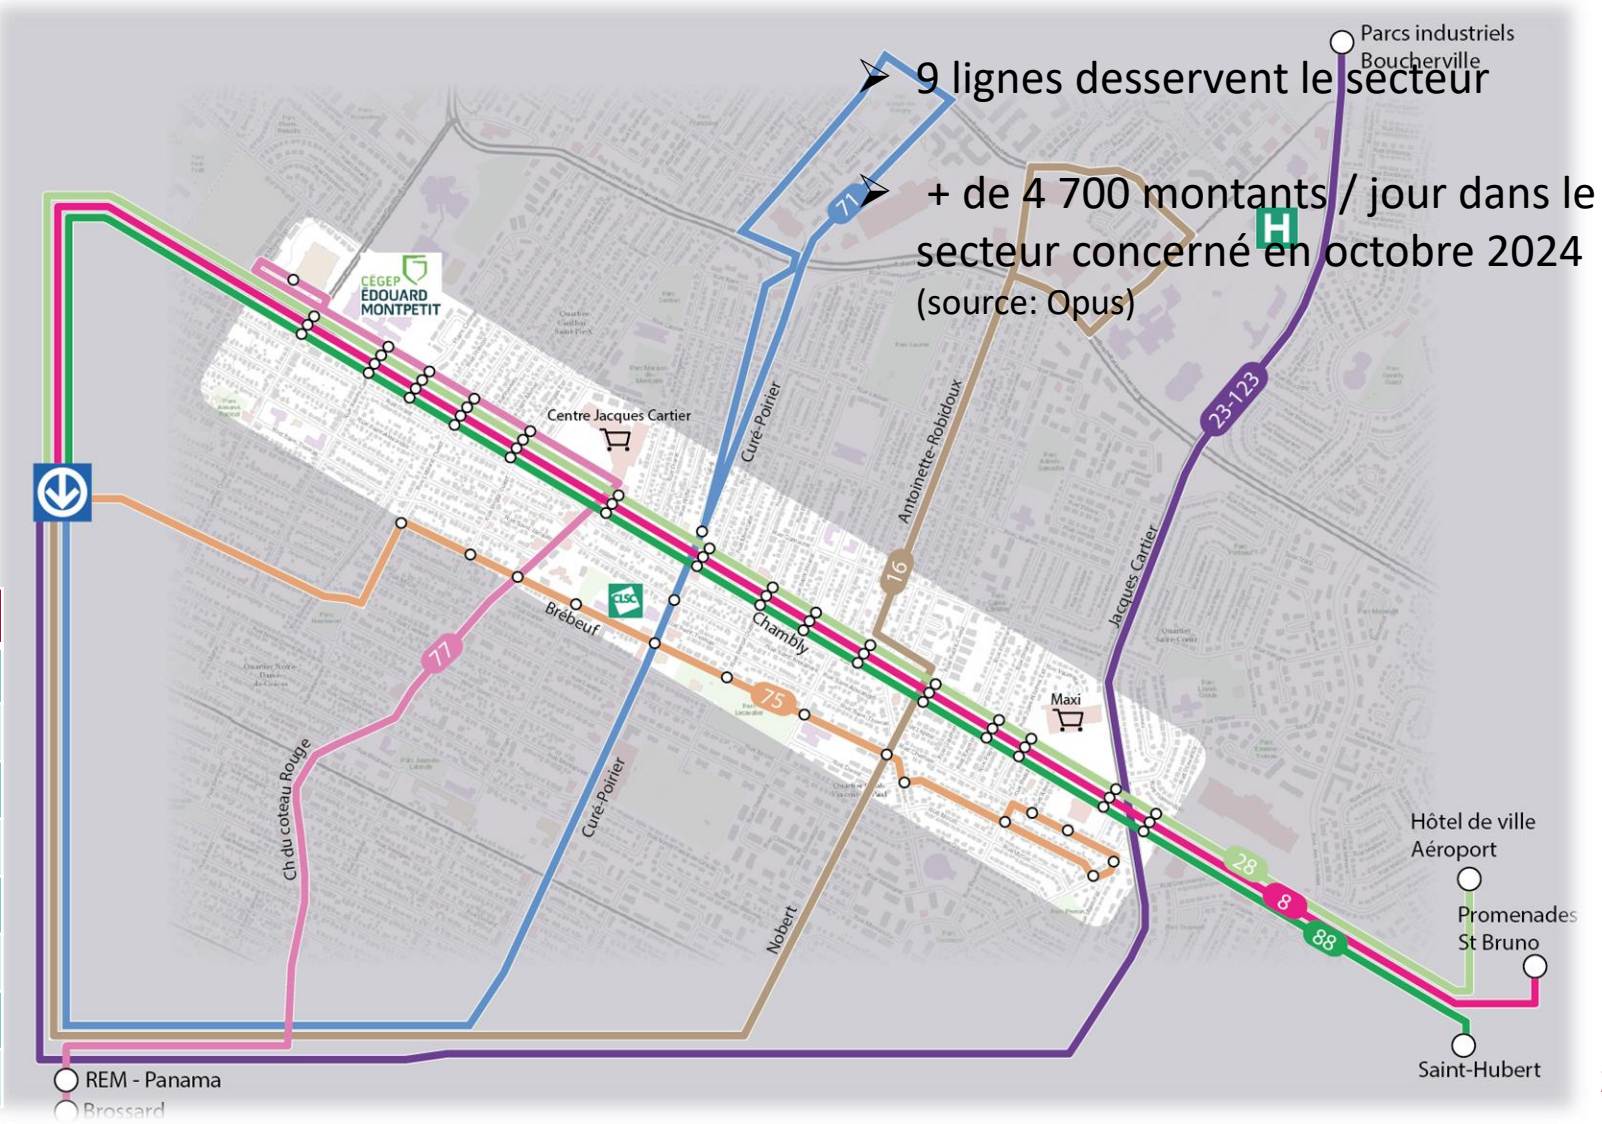 Parcs industriels
Boucherville
9 lignes desservent le secteur
+ de 4 700 montants / jour dans le
secteur concerné en octobre 2024
(source: Opus)
71
H
CÉGEP
ÉDOUARD
MONTPETIT
23-123
Centre Jacques Cartier
Curé-Poirier
Antoinette-Robidoux
Jacques Cartier
16
CLSC
Brébeuf
Chambly
77
75
Maxi
Ch du coteau Rouge
Curé-Poirier
Nobert
28
8
88
Hôtel de ville
Aéroport
Promenades
St Bruno
Saint-Hubert
REM - Panama
Brossard